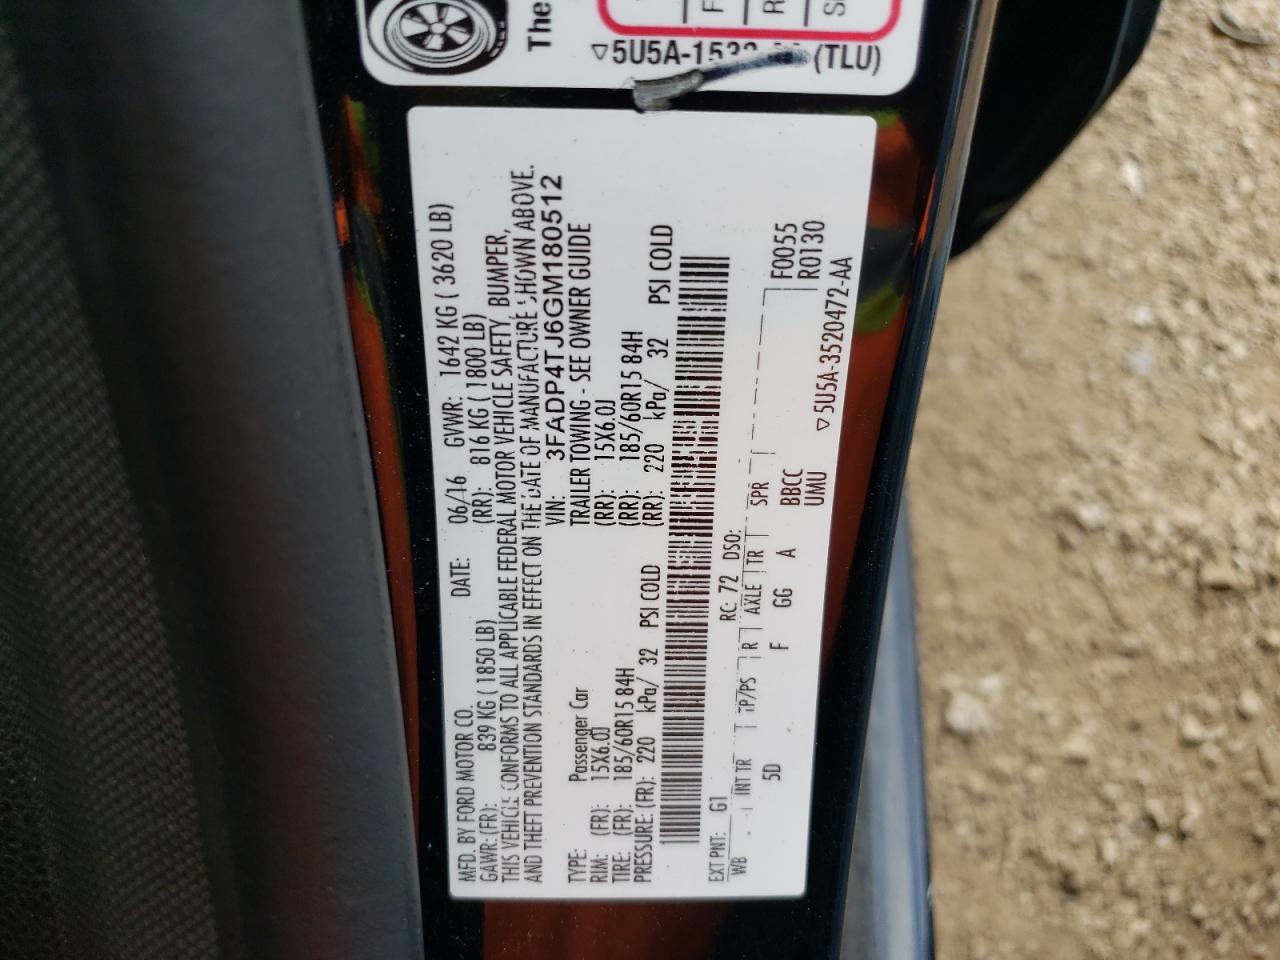 The
F
R
S
▽5U5A-1532 (TLU)
MFD. BY FORD MOTOR CO. DATE: 06/16 GVWR: 1642 KG ( 3620 LB)
GAWR: (FR): 839 KG ( 1850 LB) (RR): 816 KG ( 1800 LB)
THIS VEHICLE CONFORMS TO ALL APPLICABLE FEDERAL MOTOR VEHICLE SAFETY, BUMPER,
AND THEFT PREVENTION STANDARDS IN EFFECT ON THE DATE OF MANUFACTURE SHOWN ABOVE.
VIN: 3FADP4TJ6GM180512
TYPE: Passenger Car TRAILER TOWING - SEE OWNER GUIDE
RIM: (FR): 15X6.0J (RR): 15X6.0J
TIRE: (FR): 185/60R15 84H (RR): 185/60R15 84H
PRESSURE: (FR): 220 kPa/ 32 PSI COLD (RR): 220 kPa/ 32 PSI COLD
EXT PNT: G1 RC: 72 DSO:
WB INT TR TP/PS R AXLE TR SPR F0055
5D F GG A BBCC R0130
UMU
▽5U5A-3520472-AA